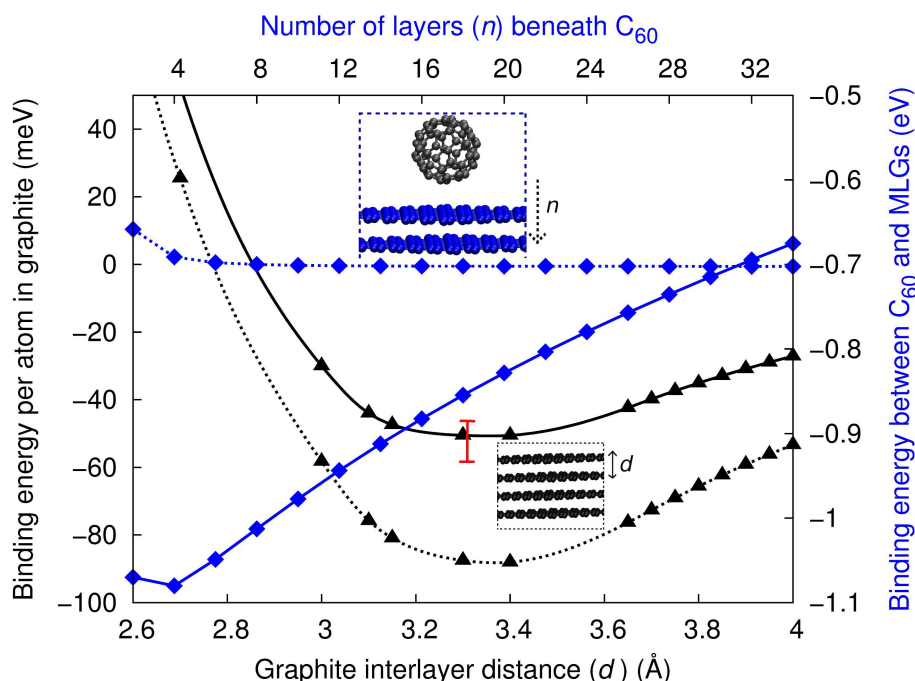 Number of layers (n) beneath C60
4 8 12 16 20 24 28 32
Binding energy per atom in graphite (meV)
40
20
0
−20
−40
−60
−80
−100
n
d
−0.5
−0.6
−0.7
−0.8
−0.9
−1
−1.1
Binding energy between C60 and MLGs (eV)
2.6 2.8 3 3.2 3.4 3.6 3.8 4
Graphite interlayer distance (d ) (Å)